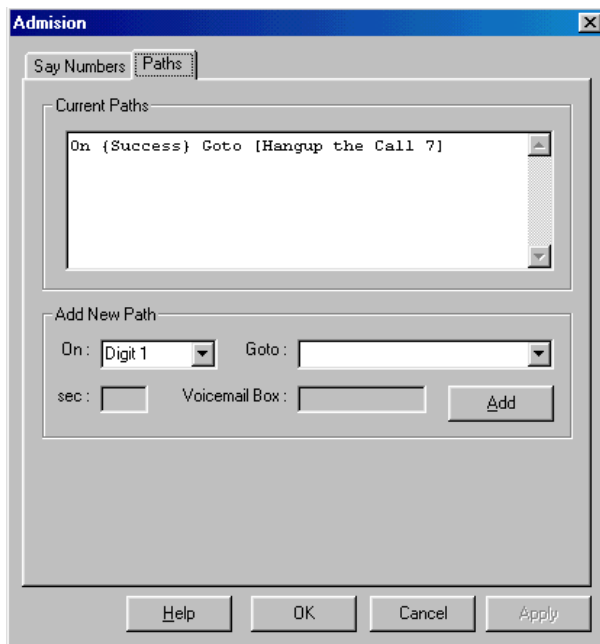 Admision
Say Numbers Paths
Current Paths
On {Success} Goto [Hangup the Call 7]
Add New Path
On : Digit 1 Goto :
sec : Voicemail Box : Add
Help OK Cancel Apply